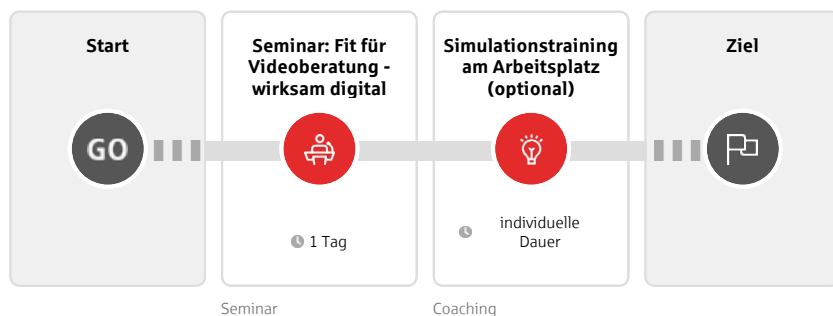 Start
GO
Seminar: Fit für
Videoberatung -
wirksam digital
1 Tag
Seminar
Simulationstraining
am Arbeitsplatz
(optional)
individuelle
Dauer
Coaching
Ziel